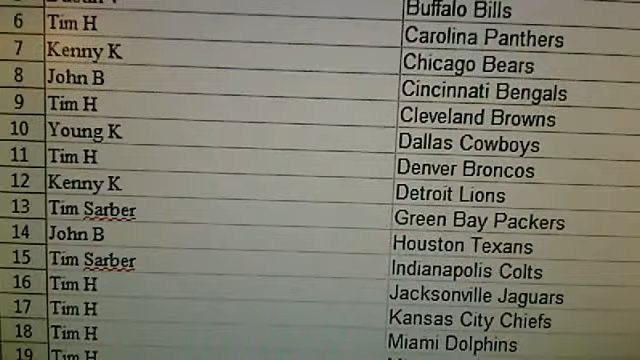 Buffalo Bills
6 Tim H Carolina Panthers
7 Kenny K Chicago Bears
8 John B Cincinnati Bengals
9 Tim H Cleveland Browns
10 Young K Dallas Cowboys
11 Tim H Denver Broncos
12 Kenny K Detroit Lions
13 Tim Sarber Green Bay Packers
14 John B Houston Texans
15 Tim Sarber Indianapolis Colts
16 Tim H Jacksonville Jaguars
17 Tim H Kansas City Chiefs
18 Tim H Miami Dolphins
19 Tim H